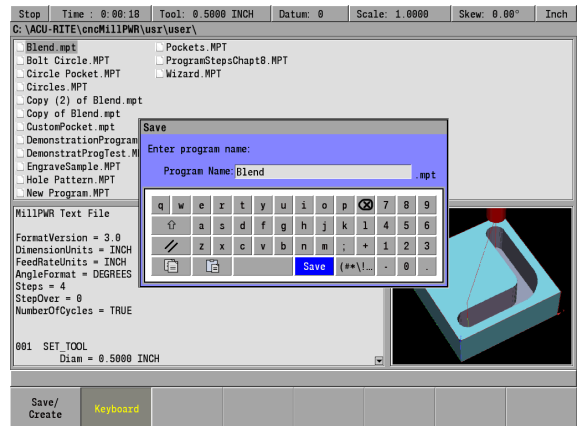 Stop Time : 0:00:18 Tool: 0.5000 INCH Datum: 0 Scale: 1.0000 Skew: 0.00° Inch
C: \ACU-RITE\cncMillPWR\usr\user\
Blend.mpt
Bolt Circle.MPT
Circle Pocket.MPT
Circles.MPT
Copy (2) of Blend.mpt
Copy of Blend.mpt
CustomPocket.mpt
DemonstrationProgram
DemonstratProgTest.M
EngraveSample.MPT
Hole Pattern.MPT
New Program.MPT
Pockets.MPT
ProgramStepsChapt8.MPT
Wizard.MPT
Save
Enter program name:
Program Name: Blend .mpt
q w e r t y u i o p 7 8 9
a s d f g h j k l 4 5 6
z x c v b n m ; + 1 2 3
Save (#*\!… - 0 .
MillPWR Text File
FormatVersion = 3.0
DimensionUnits = INCH
FeedRateUnits = INCH
AngleFormat = DEGREES
Steps = 4
StepOver = 0
NumberOfCycles = TRUE
001 SET_TOOL
Diam = 0.5000 INCH
Save/
Create
Keyboard